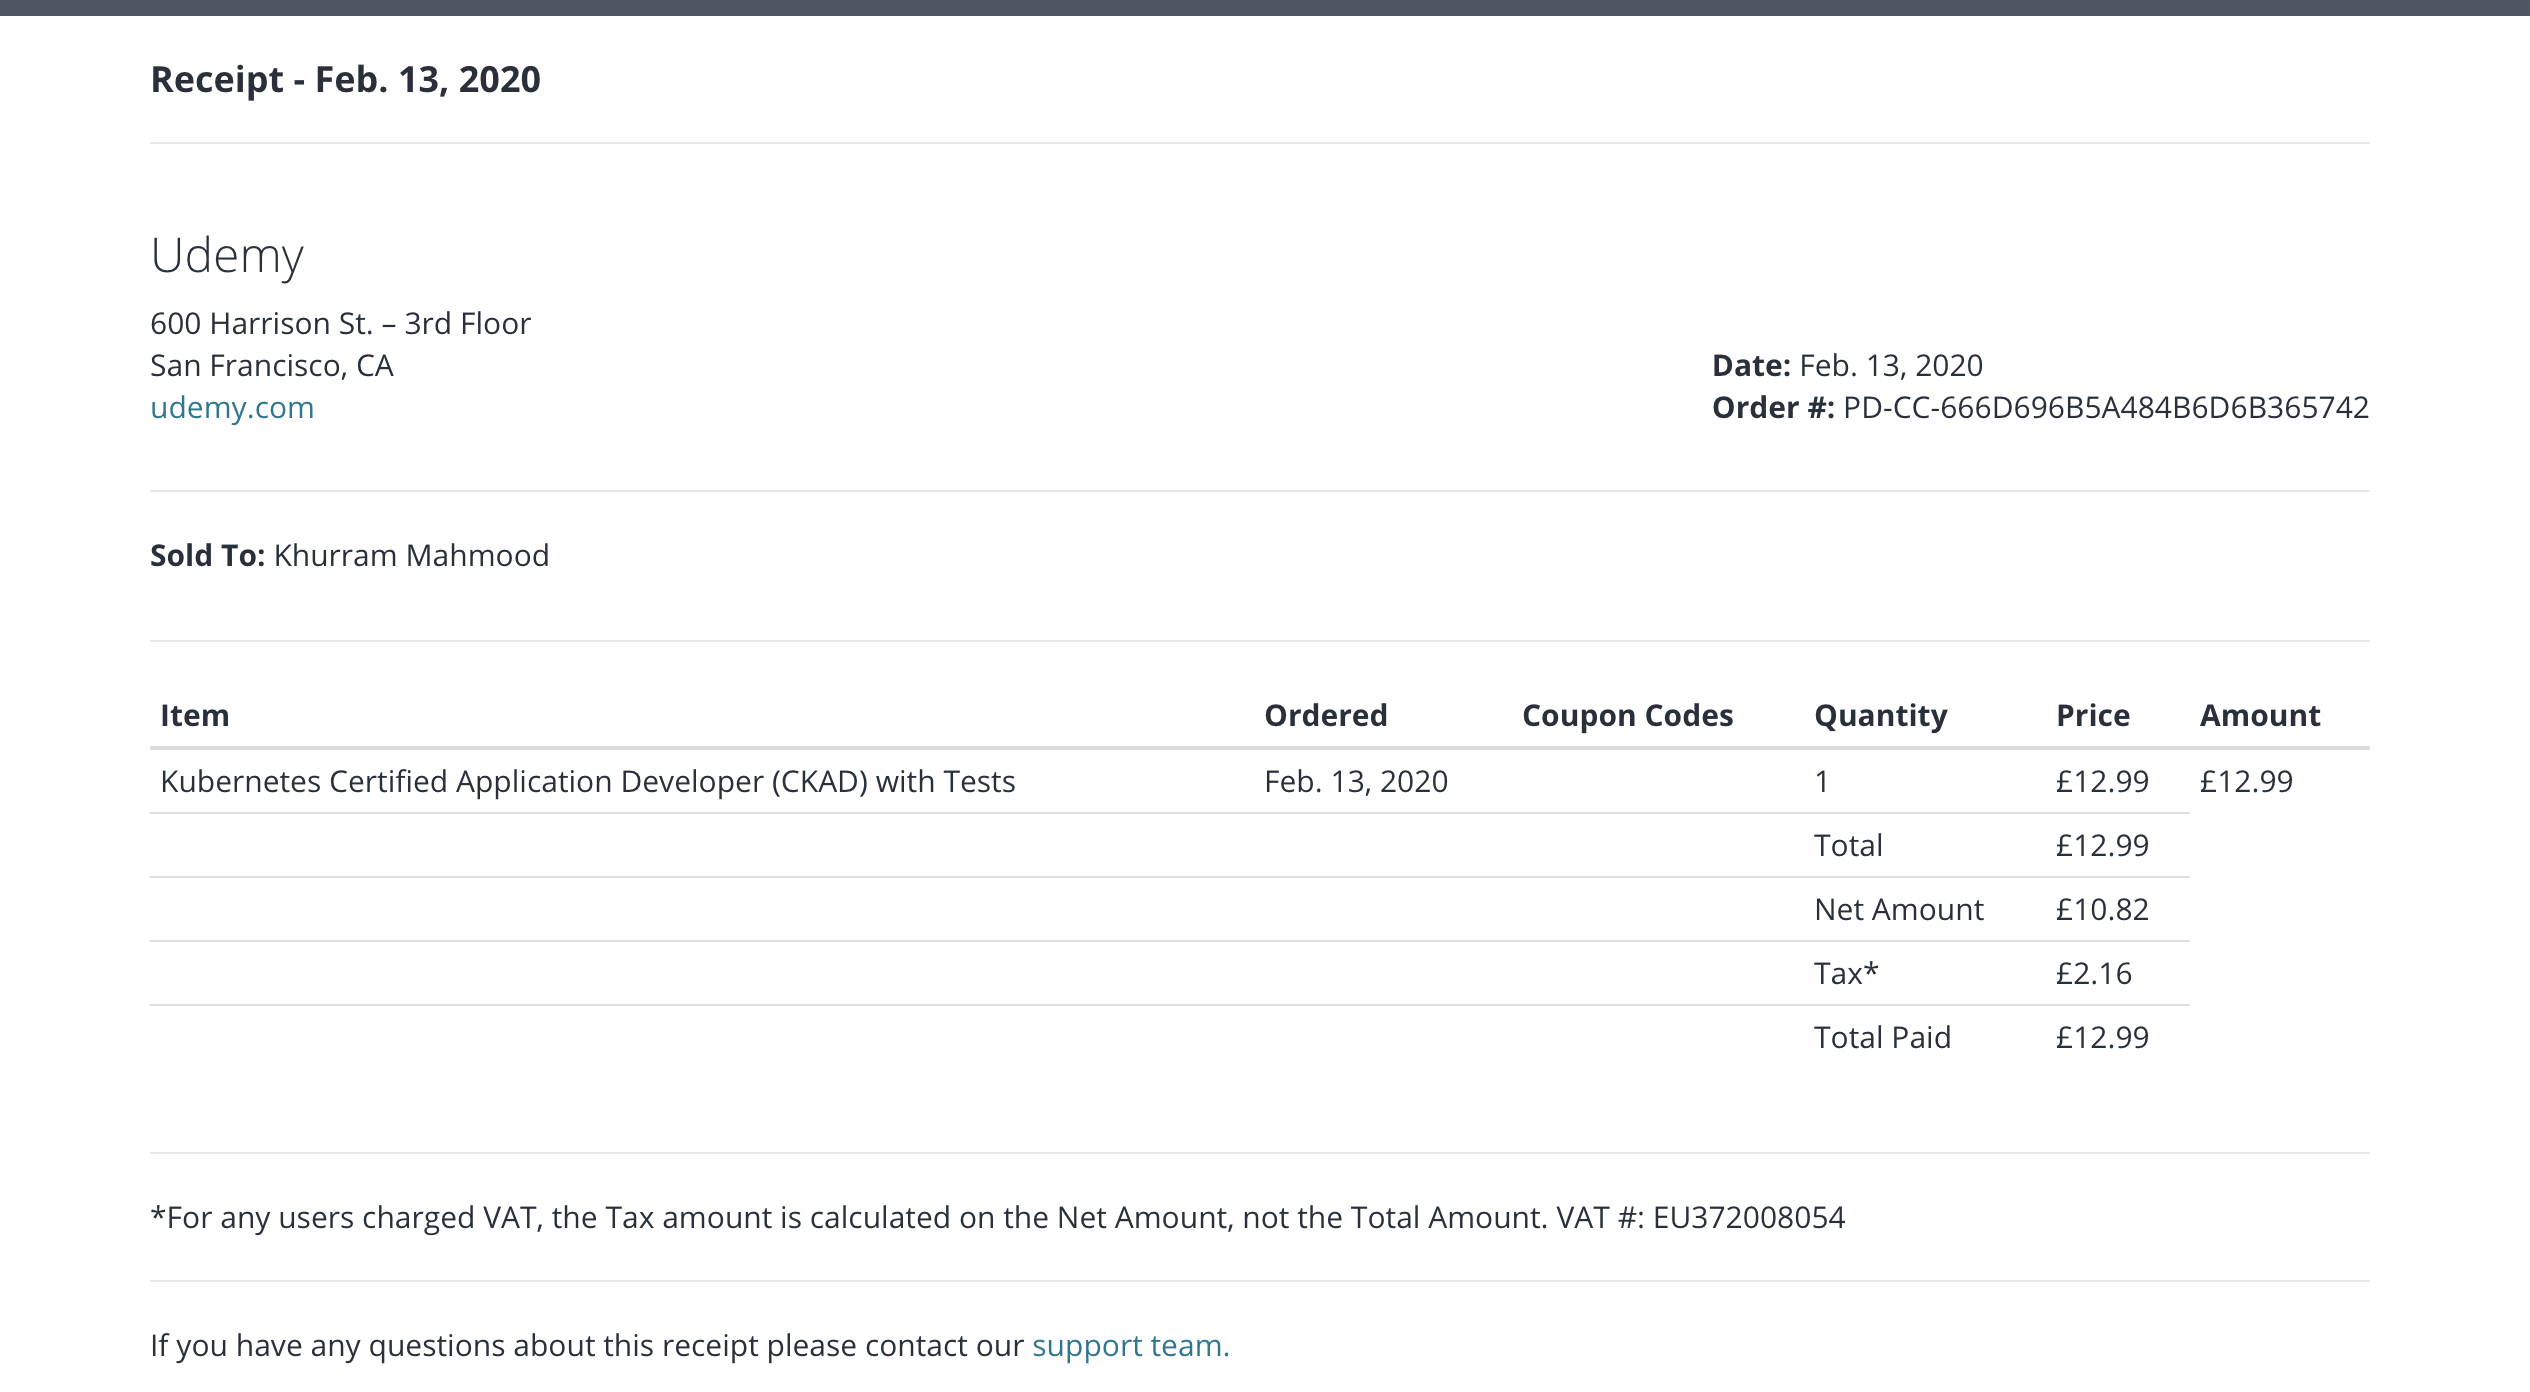 Receipt - Feb. 13, 2020
Udemy
600 Harrison St. – 3rd Floor
San Francisco, CA
udemy.com
Date: Feb. 13, 2020
Order #: PD-CC-666D696B5A484B6D6B365742
Sold To: Khurram Mahmood
Item Ordered Coupon Codes Quantity Price Amount
Kubernetes Certified Application Developer (CKAD) with Tests Feb. 13, 2020 1 £12.99 £12.99
Total £12.99
Net Amount £10.82
Tax* £2.16
Total Paid £12.99
*For any users charged VAT, the Tax amount is calculated on the Net Amount, not the Total Amount. VAT #: EU372008054
If you have any questions about this receipt please contact our support team.